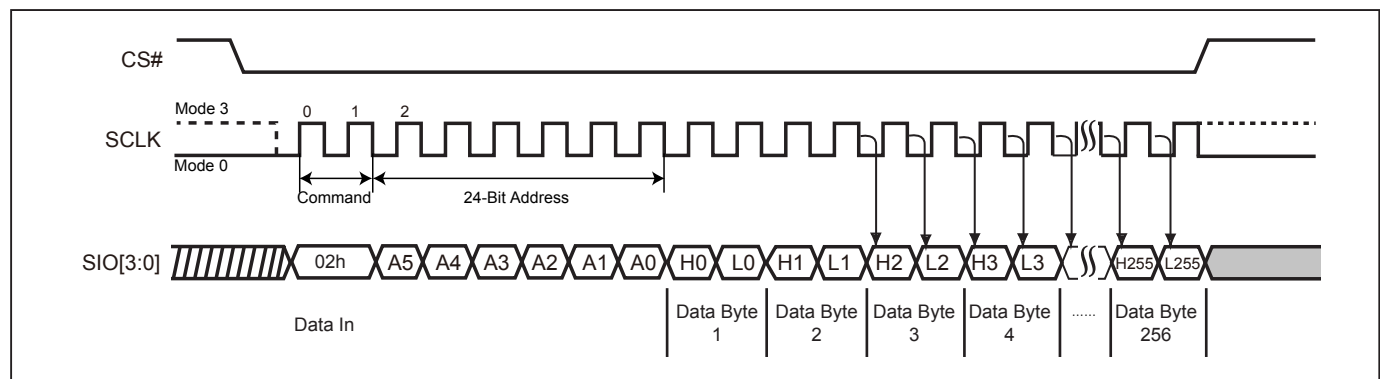 CS#
Mode 3
0 1 2
SCLK
Mode 0
Command 24-Bit Address
SIO[3:0] 02h A5 A4 A3 A2 A1 A0 H0 L0 H1 L1 H2 L2 H3 L3 H255 L255
Data In
Data Byte 1
Data Byte 2
Data Byte 3
Data Byte 4
......
Data Byte 256